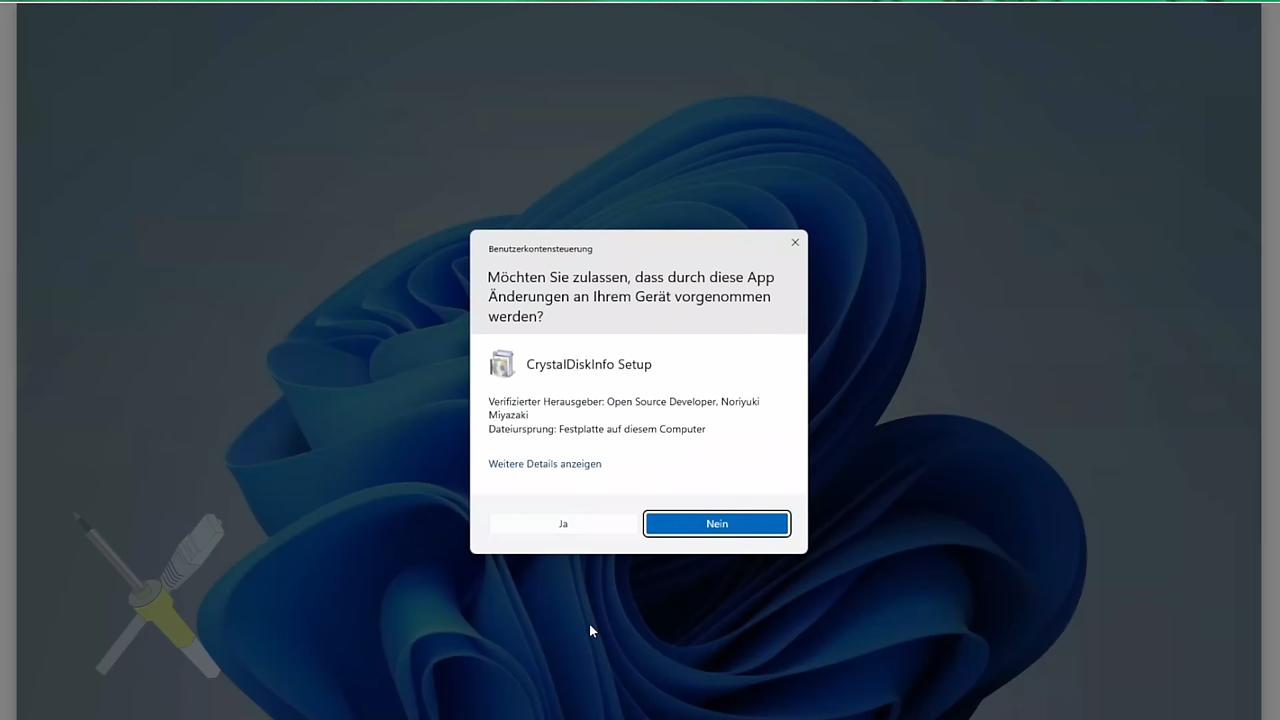 Benutzerkontensteuerung
Möchten Sie zulassen, dass durch diese App
Änderungen an Ihrem Gerät vorgenommen
werden?
CrystalDiskInfo Setup
Verifizierter Herausgeber: Open Source Developer, Noriyuki
Miyazaki
Dateiursprung: Festplatte auf diesem Computer
Weitere Details anzeigen
Ja
Nein